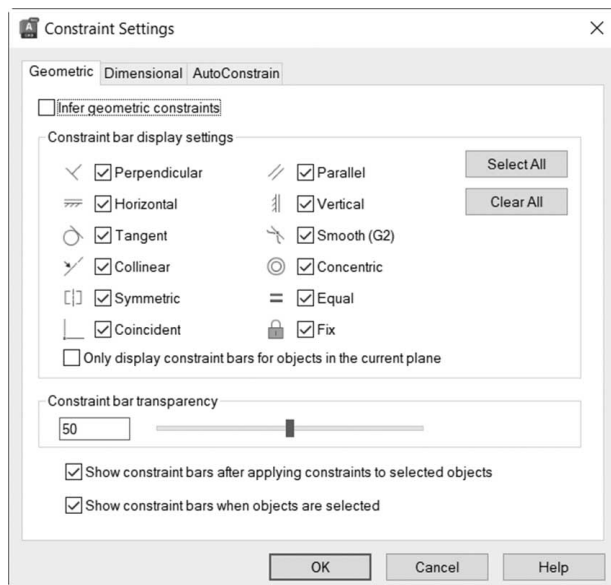 Constraint Settings
Geometric Dimensional AutoConstrain
Infer geometric constraints
Constraint bar display settings
Perpendicular Parallel Select All
Horizontal Vertical Clear All
Tangent Smooth (G2)
Collinear Concentric
Symmetric Equal
Coincident Fix
Only display constraint bars for objects in the current plane
Constraint bar transparency
50
Show constraint bars after applying constraints to selected objects
Show constraint bars when objects are selected
OK Cancel Help